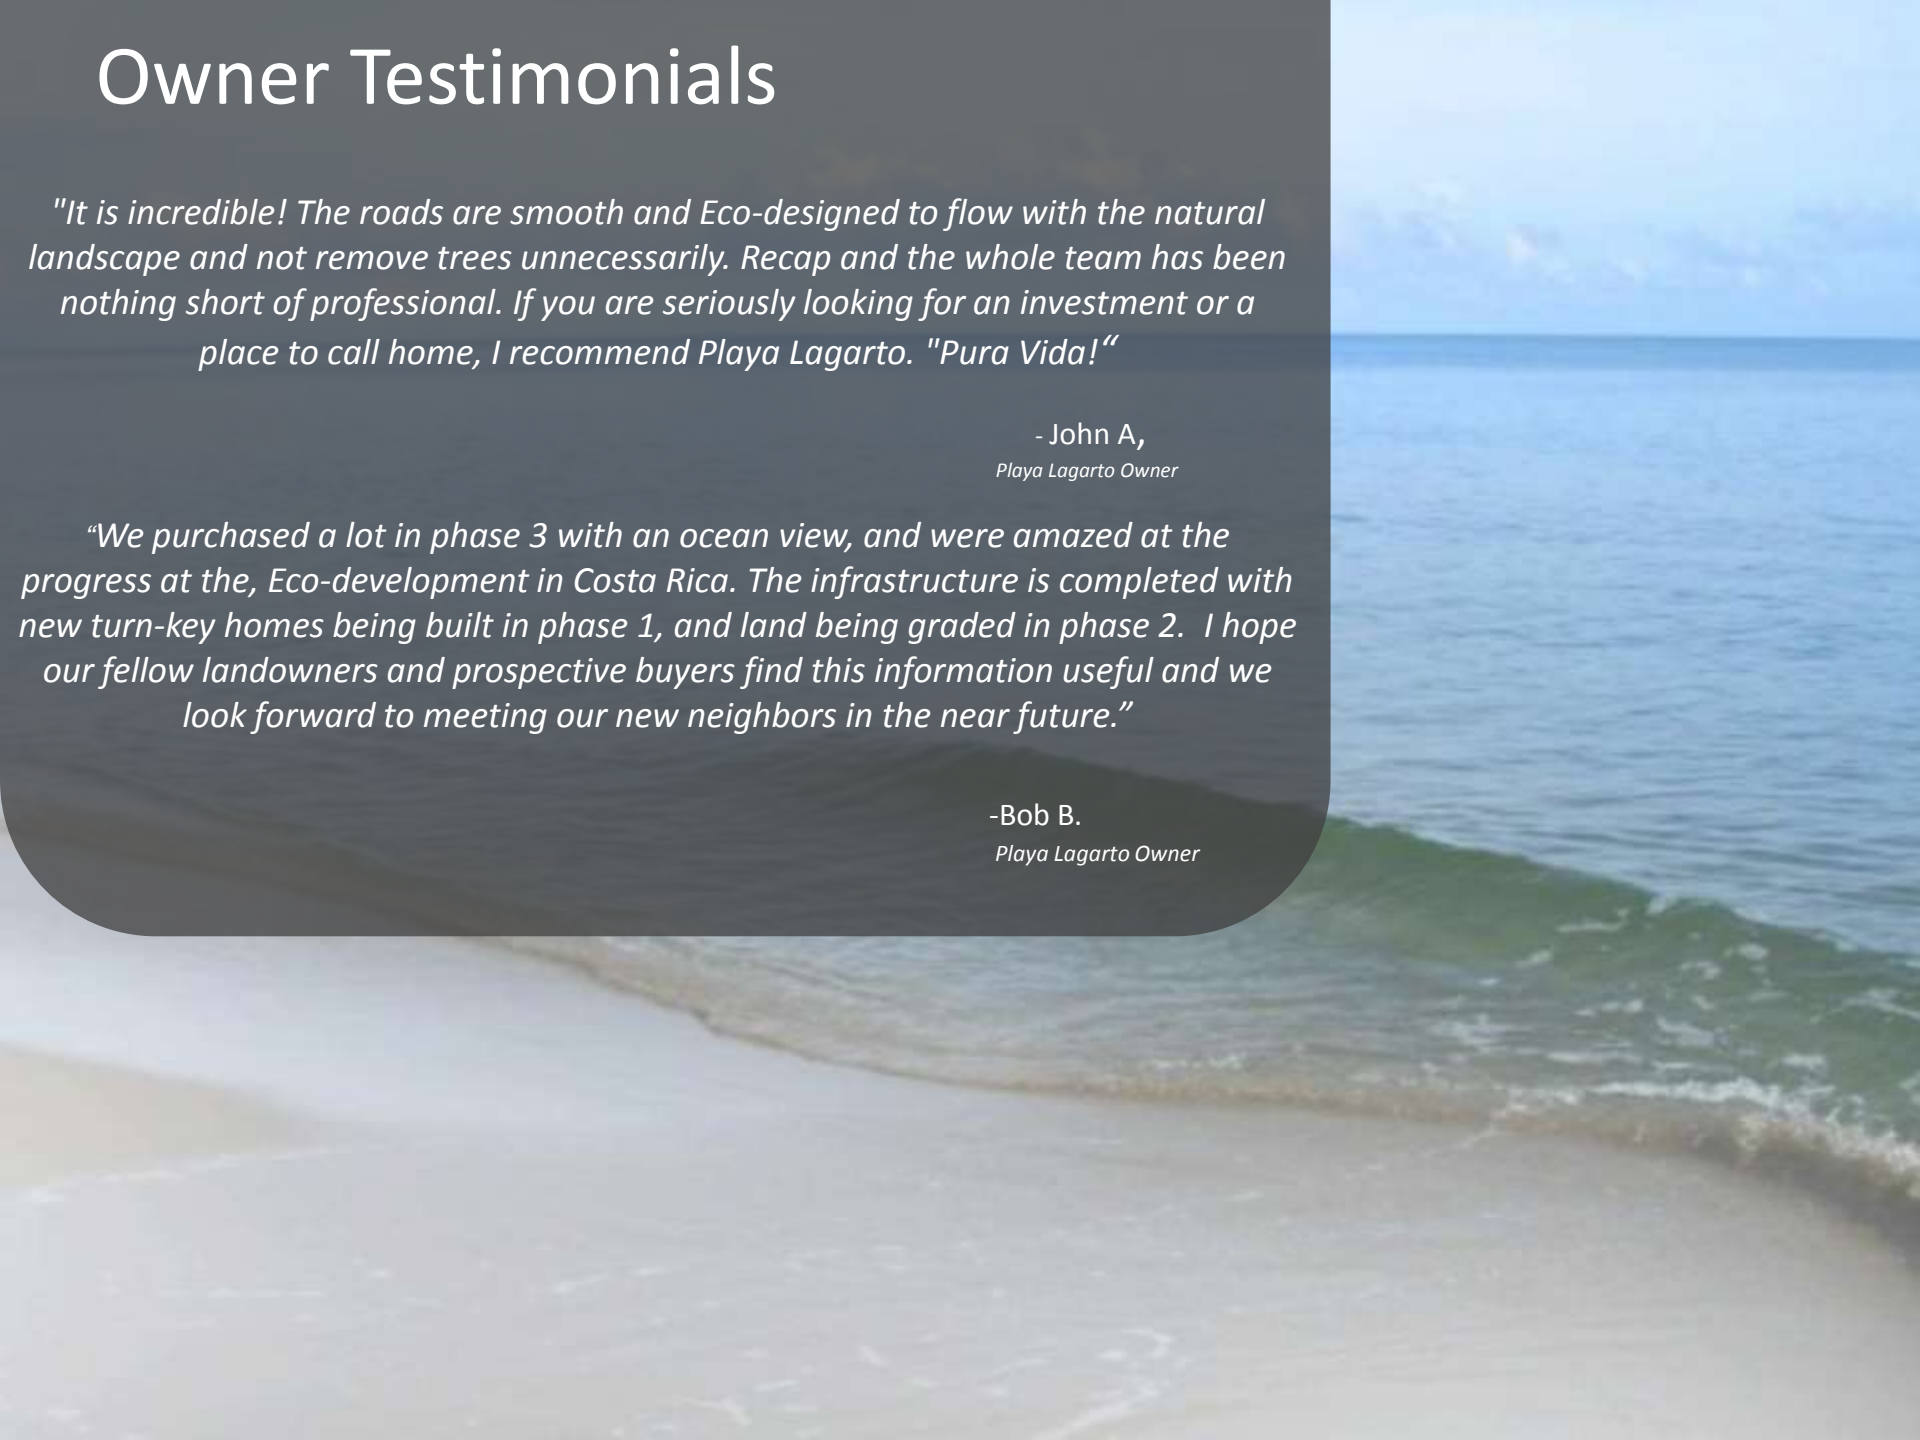 Owner Testimonials
"It is incredible! The roads are smooth and Eco-designed to flow with the natural
landscape and not remove trees unnecessarily. Recap and the whole team has been
nothing short of professional. If you are seriously looking for an investment or a
place to call home, I recommend Playa Lagarto. "Pura Vida!“
- John A,
Playa Lagarto Owner
“We purchased a lot in phase 3 with an ocean view, and were amazed at the
progress at the, Eco-development in Costa Rica. The infrastructure is completed with
new turn-key homes being built in phase 1, and land being graded in phase 2.  I hope
our fellow landowners and prospective buyers find this information useful and we
look forward to meeting our new neighbors in the near future.”
-Bob B.
Playa Lagarto Owner